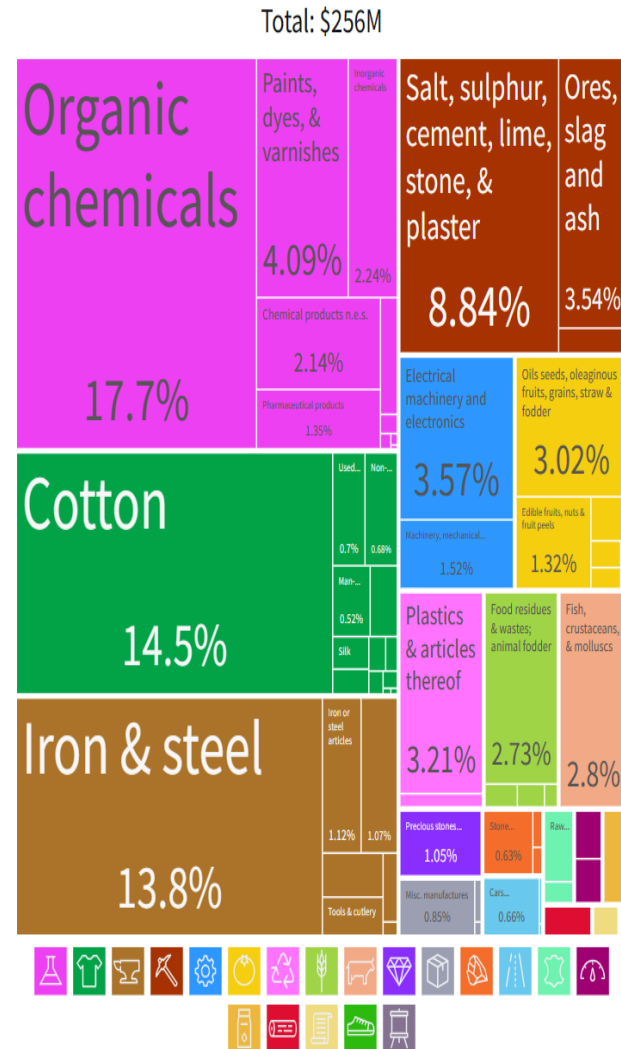 Total: $256M
Organic
chemicals
17.7%
Paints,
dyes, &
varnishes
4.09%
Inorganic
chemicals
2.24%
Chemical products n.e.s.
2.14%
Pharmaceutical products
1.35%
Salt, sulphur,
cement, lime,
stone, &
plaster
8.84%
Ores,
slag
and
ash
3.54%
Electrical
machinery and
electronics
3.57%
Machinery, mechanical...
1.52%
Oils seeds, oleaginous
fruits, grains, straw &
fodder
3.02%
Edible fruits, nuts &
fruit peels
1.32%
Cotton
14.5%
Used...
0.7%
Non-...
0.68%
Man-...
0.52%
Silk
Plastics
& articles
thereof
3.21%
Food residues
& wastes;
animal fodder
2.73%
Fish,
crustaceans,
& molluscs
2.8%
Iron & steel
13.8%
Iron or
steel
articles
1.12%
1.07%
Tools & cutlery
Precious stones...
1.05%
Stone...
0.63%
Raw...
Misc. manufactures
0.85%
Cars...
0.66%